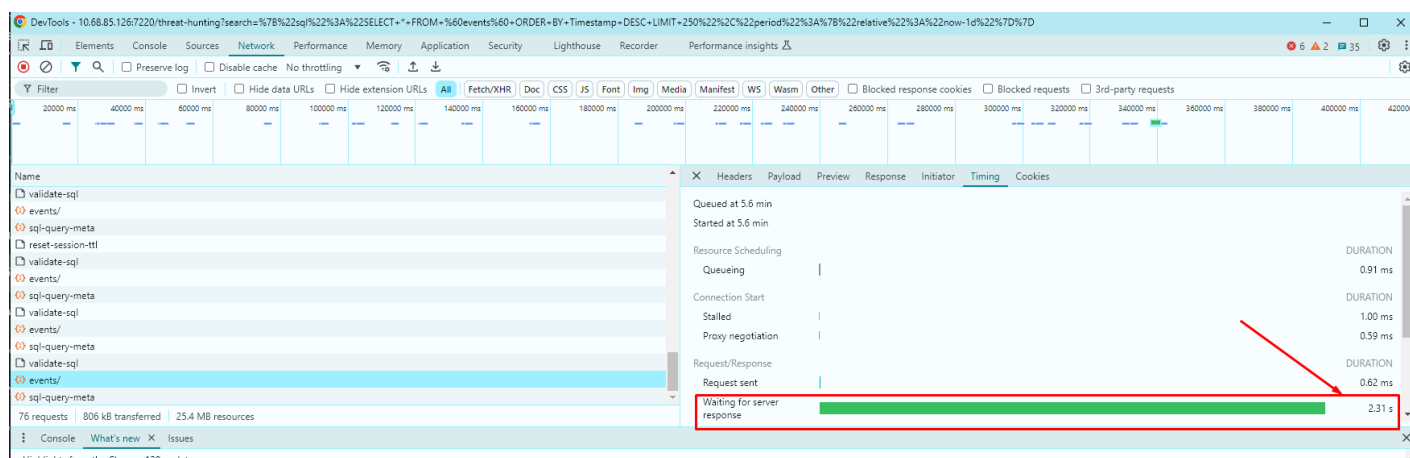 DevTools - 10.68.85.126:7220/threat-hunting?search=%7B%22sql%22%3A%22SELECT+*+FROM+%60events%60+ORDER+BY+Timestamp+DESC+LIMIT+250%22%2C%22period%22%3A%7B%22relative%22%3A%22now-1d%22%7D%7D
Elements Console Sources Network Performance Memory Application Security Lighthouse Recorder Performance insights 6 2 35
Preserve log Disable cache No throttling
Filter Invert Hide data URLs Hide extension URLs All Fetch/XHR Doc CSS JS Font Img Media Manifest WS Wasm Other Blocked response cookies Blocked requests 3rd-party requests
20000 ms 40000 ms 60000 ms 80000 ms 100000 ms 120000 ms 140000 ms 160000 ms 180000 ms 200000 ms 220000 ms 240000 ms 260000 ms 280000 ms 300000 ms 320000 ms 340000 ms 360000 ms 380000 ms 400000 ms 42000
Name
validate-sql
events/
sql-query-meta
reset-session-ttl
validate-sql
events/
sql-query-meta
validate-sql
events/
sql-query-meta
validate-sql
events/
sql-query-meta
76 requests 806 kB transferred 25.4 MB resources
Headers Payload Preview Response Initiator Timing Cookies
Queued at 5.6 min
Started at 5.6 min
Resource Scheduling DURATION
Queueing 0.91 ms
Connection Start DURATION
Stalled 1.00 ms
Proxy negotiation 0.59 ms
Request/Response DURATION
Request sent 0.62 ms
Waiting for server
response 2.31 s
Console What's new Issues